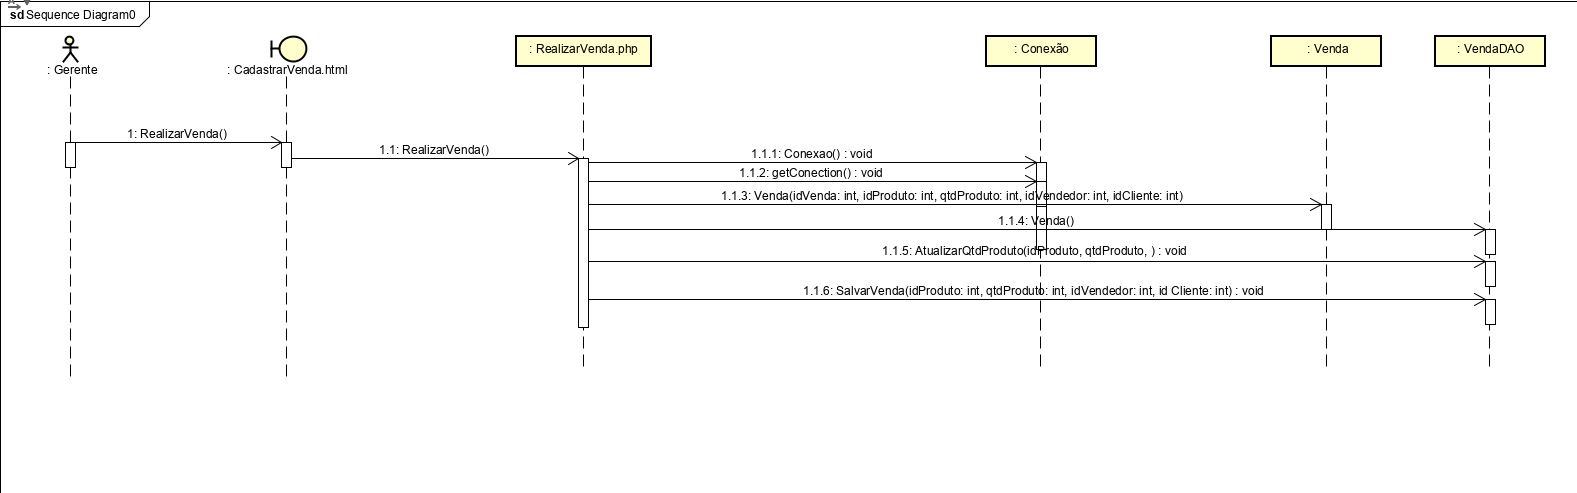 sd Sequence Diagram0
: Gerente
: CadastrarVenda.html
: RealizarVenda.php
: Conexão
: Venda
: VendaDAO
1: RealizarVenda()
1.1: RealizarVenda()
1.1.1: Conexao() : void
1.1.2: getConection() : void
1.1.3: Venda(idVenda: int, idProduto: int, qtdProduto: int, idVendedor: int, idCliente: int)
1.1.4: Venda()
1.1.5: AtualizarQtdProduto(idProduto, qtdProduto, ) : void
1.1.6: SalvarVenda(idProduto: int, qtdProduto: int, idVendedor: int, id Cliente: int) : void